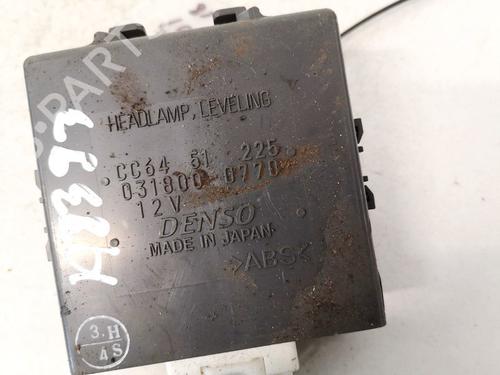 HEADLAMP, LEVELING
CC64 51 225
031800-0770
12V
DENSO
MADE IN JAPAN
>ABS<
3.H
4S